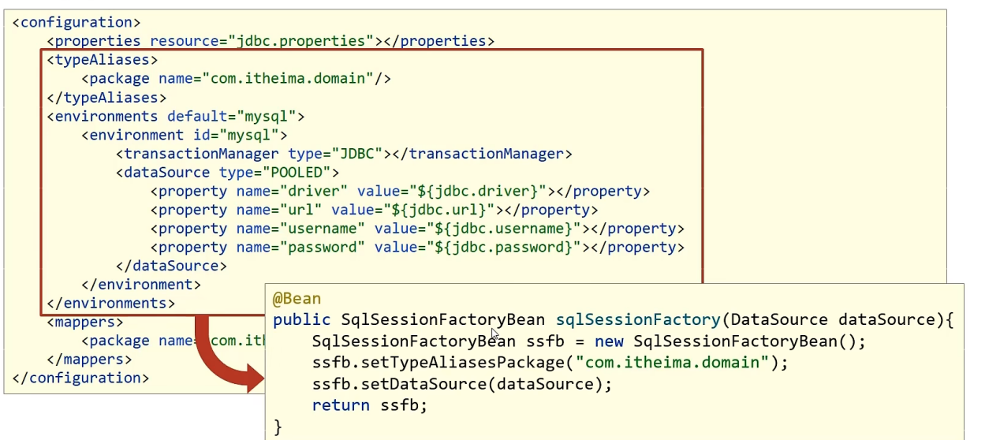 <configuration>
<properties resource="jdbc.properties"></properties>
<typeAliases>
<package name="com.itheima.domain"/>
</typeAliases>
<environments default="mysql">
<environment id="mysql">
<transactionManager type="JDBC"></transactionManager>
<dataSource type="POOLED">
<property name="driver" value="${jdbc.driver}"></property>
<property name="url" value="${jdbc.url}"></property>
<property name="username" value="${jdbc.username}"></property>
<property name="password" value="${jdbc.password}"></property>
</dataSource>
</environment>
</environments>
<mappers>
<package name=
</mappers>
</configuration>
@Bean
public SqlSessionFactoryBean sqlSessionFactory(DataSource dataSource){
SqlSessionFactoryBean ssfb = new SqlSessionFactoryBean();
ssfb.setTypeAliasesPackage("com.itheima.domain");
ssfb.setDataSource(dataSource);
return ssfb;
}